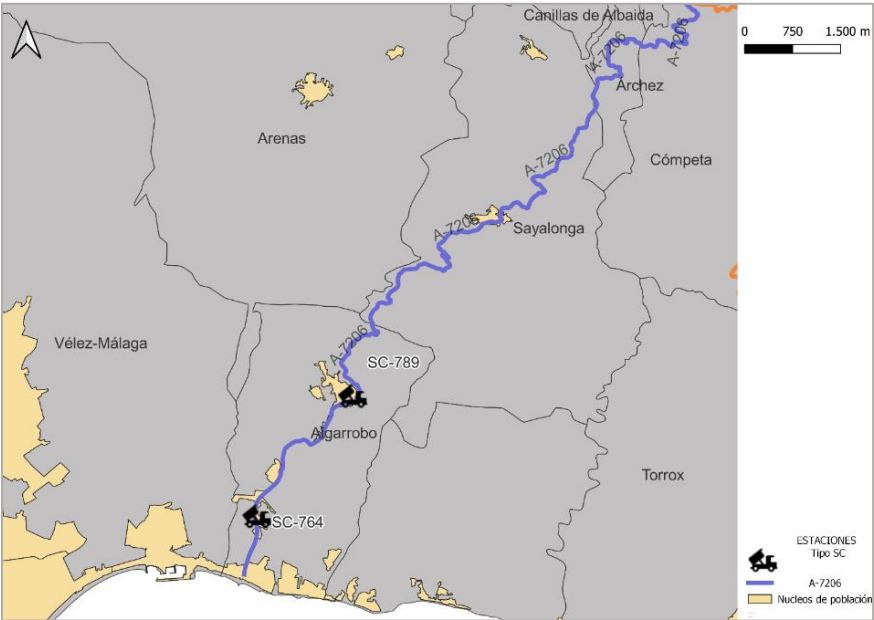 Canillas de Albaida
A-7206
A-7206
Árchez
Arenas
A-7206
Cómpeta
A-7206
Sayalonga
A-7206
Vélez-Málaga
SC-789
Algarrobo
Torrox
SC-764
0 750 1.500 m
ESTACIONES
Tipo SC
A-7206
Nucleos de población